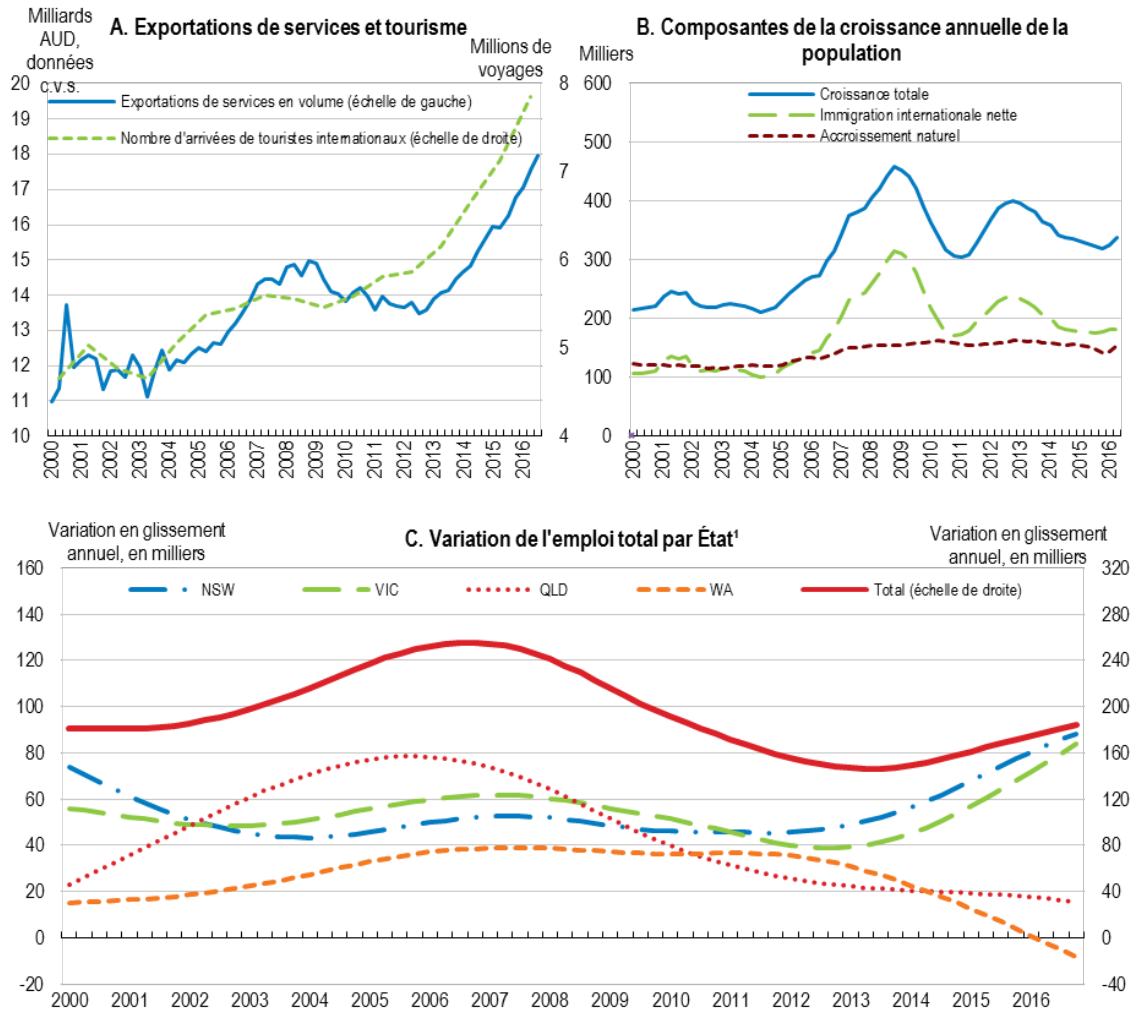 A. Exportations de services et tourisme
Milliards
AUD,
données
c.v.s.
Millions de
voyages
Exportations de services en volume (échelle de gauche)
Nombre d'arrivées de touristes internationaux (échelle de droite)
20
19
18
17
16
15
14
13
12
11
10
8
7
6
5
4
2000
2001
2002
2003
2004
2005
2006
2007
2008
2009
2010
2011
2012
2013
2014
2015
2016
B. Composantes de la croissance annuelle de la
population
Milliers
Croissance totale
Immigration internationale nette
Accroissement naturel
600
500
400
300
200
100
0
2000
2001
2002
2003
2004
2005
2006
2007
2008
2009
2010
2011
2012
2013
2014
2015
2016
C. Variation de l'emploi total par État¹
Variation en glissement
annuel, en milliers
Variation en glissement
annuel, en milliers
NSW
VIC
QLD
WA
Total (échelle de droite)
160
140
120
100
80
60
40
20
0
-20
320
280
240
200
160
120
80
40
0
-40
2000 2001 2002 2003 2004 2005 2006 2007 2008 2009 2010 2011 2012 2013 2014 2015 2016